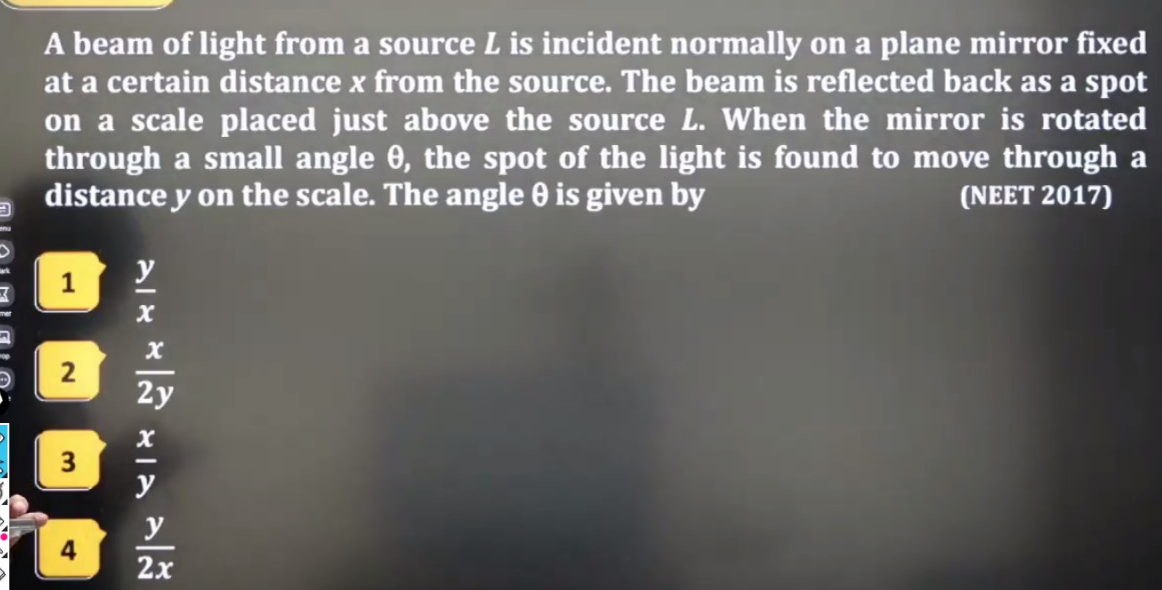 A beam of light from a source L is incident normally on a plane mirror fixed
at a certain distance x from the source. The beam is reflected back as a spot
on a scale placed just above the source L. When the mirror is rotated
through a small angle θ, the spot of the light is found to move through a
distance y on the scale. The angle θ is given by (NEET 2017)
1 y/x
2 x/2y
3 x/y
4 y/2x